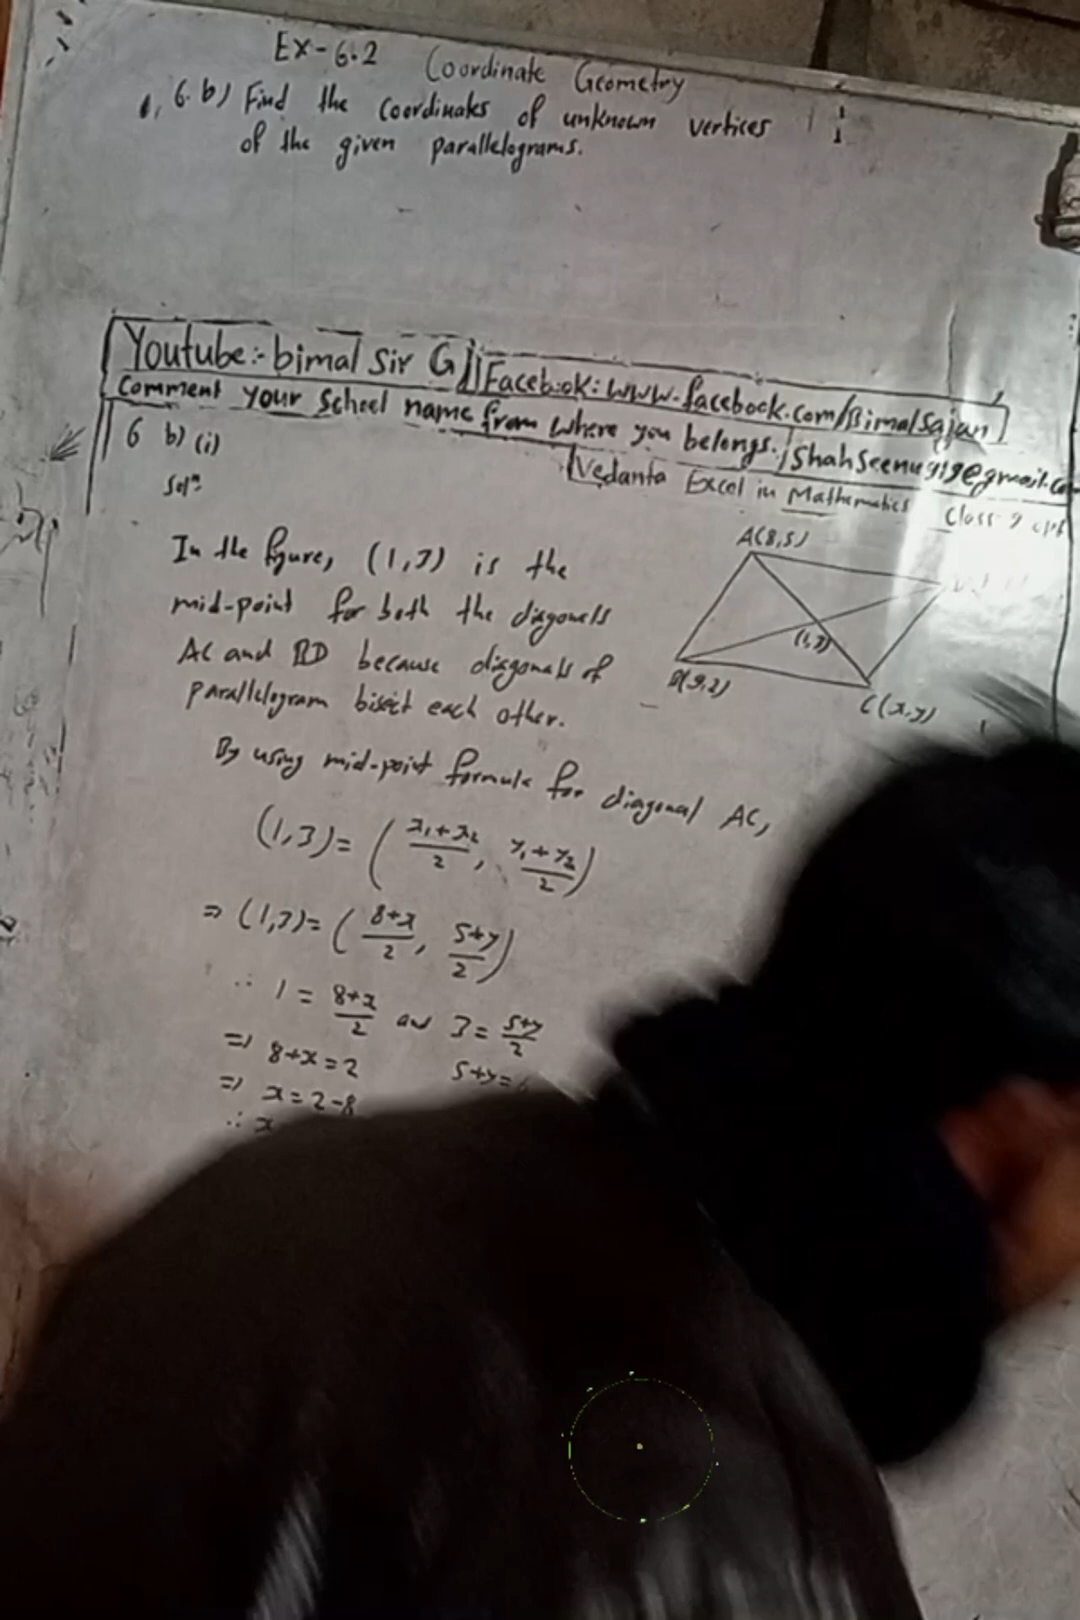 Ex-6.2 Coordinate Geometry
6. b) Find the coordinates of unknown vertices
of the given parallelograms.
Youtube:- bimal Sir G
Facebook: www.facebook.com/Bimalsajan
Comment your School name from where you belongs.
Vedanta Excel in Mathematics Class 9
6 b) (i)
Solⁿ:
A(8,5)
(1,3)
C(x,y)
In the figure, (1,3) is the
mid-point for both the diagonals
AC and BD because diagonals of
parallelogram bisect each other.
By using mid-point formula for diagonal AC,
(1,3) = ( x₁+x₂/2 , y₁+y₂/2 )
⇒ (1,3) = ( 8+x/2 , 5+y/2 )
∴ 1 = 8+x/2 and 3 = 5+y/2
⇒ 8+x=2 5+y=
⇒ x=2-8
∴ x